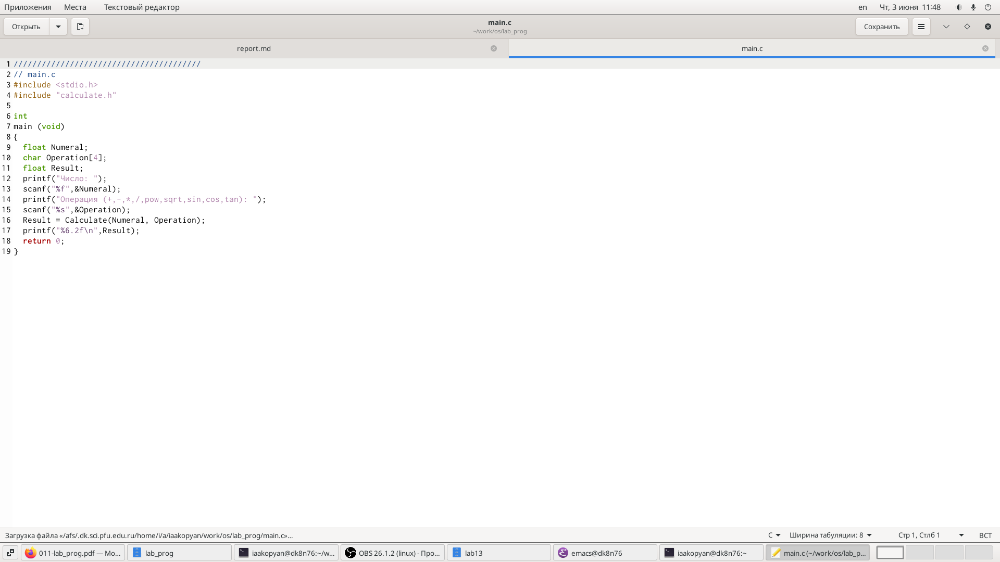 Приложения Места Текстовый редактор en Чт, 3 июня 11:48
Открыть main.c Сохранить
~/work/os/lab_prog
report.md main.c
1 ////////////////////////////////////////
2 // main.c
3 #include <stdio.h>
4 #include "calculate.h"
5
6 int
7 main (void)
8 {
9   float Numeral;
10   char Operation[4];
11   float Result;
12   printf("Число: ");
13   scanf("%f",&Numeral);
14   printf("Операция (+,-,*,/,pow,sqrt,sin,cos,tan): ");
15   scanf("%s",&Operation);
16   Result = Calculate(Numeral, Operation);
17   printf("%6.2f\n",Result);
18   return 0;
19 }
Загрузка файла «/afs/.dk.sci.pfu.edu.ru/home/i/a/iaakopyan/work/os/lab_prog/main.c»… C Ширина табуляции: 8 Стр 1, Стлб 1 ВСТ
011-lab_prog.pdf — Mo… lab_prog iaakopyan@dk8n76:~/w… OBS 26.1.2 (linux) - Про… lab13 emacs@dk8n76 iaakopyan@dk8n76:~ main.c (~/work/os/lab_p…